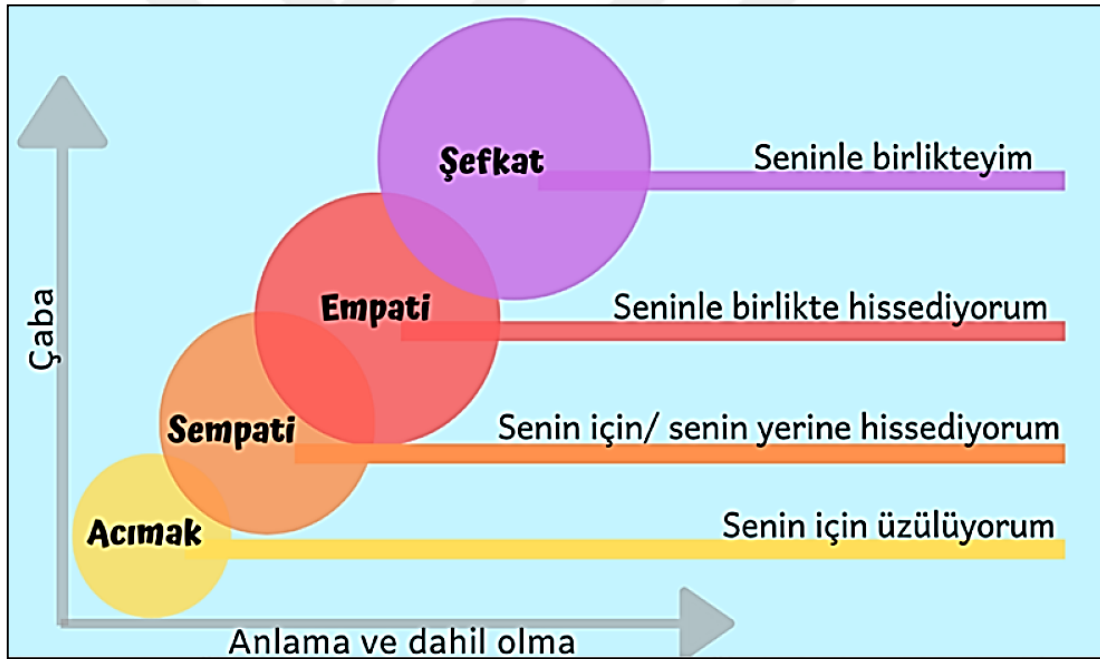 Şefkat
Seninle birlikteyim
Empati
Seninle birlikte hissediyorum
Sempati
Senin için/ senin yerine hissediyorum
Acımak
Senin için üzülüyorum
Çaba
Anlama ve dahil olma